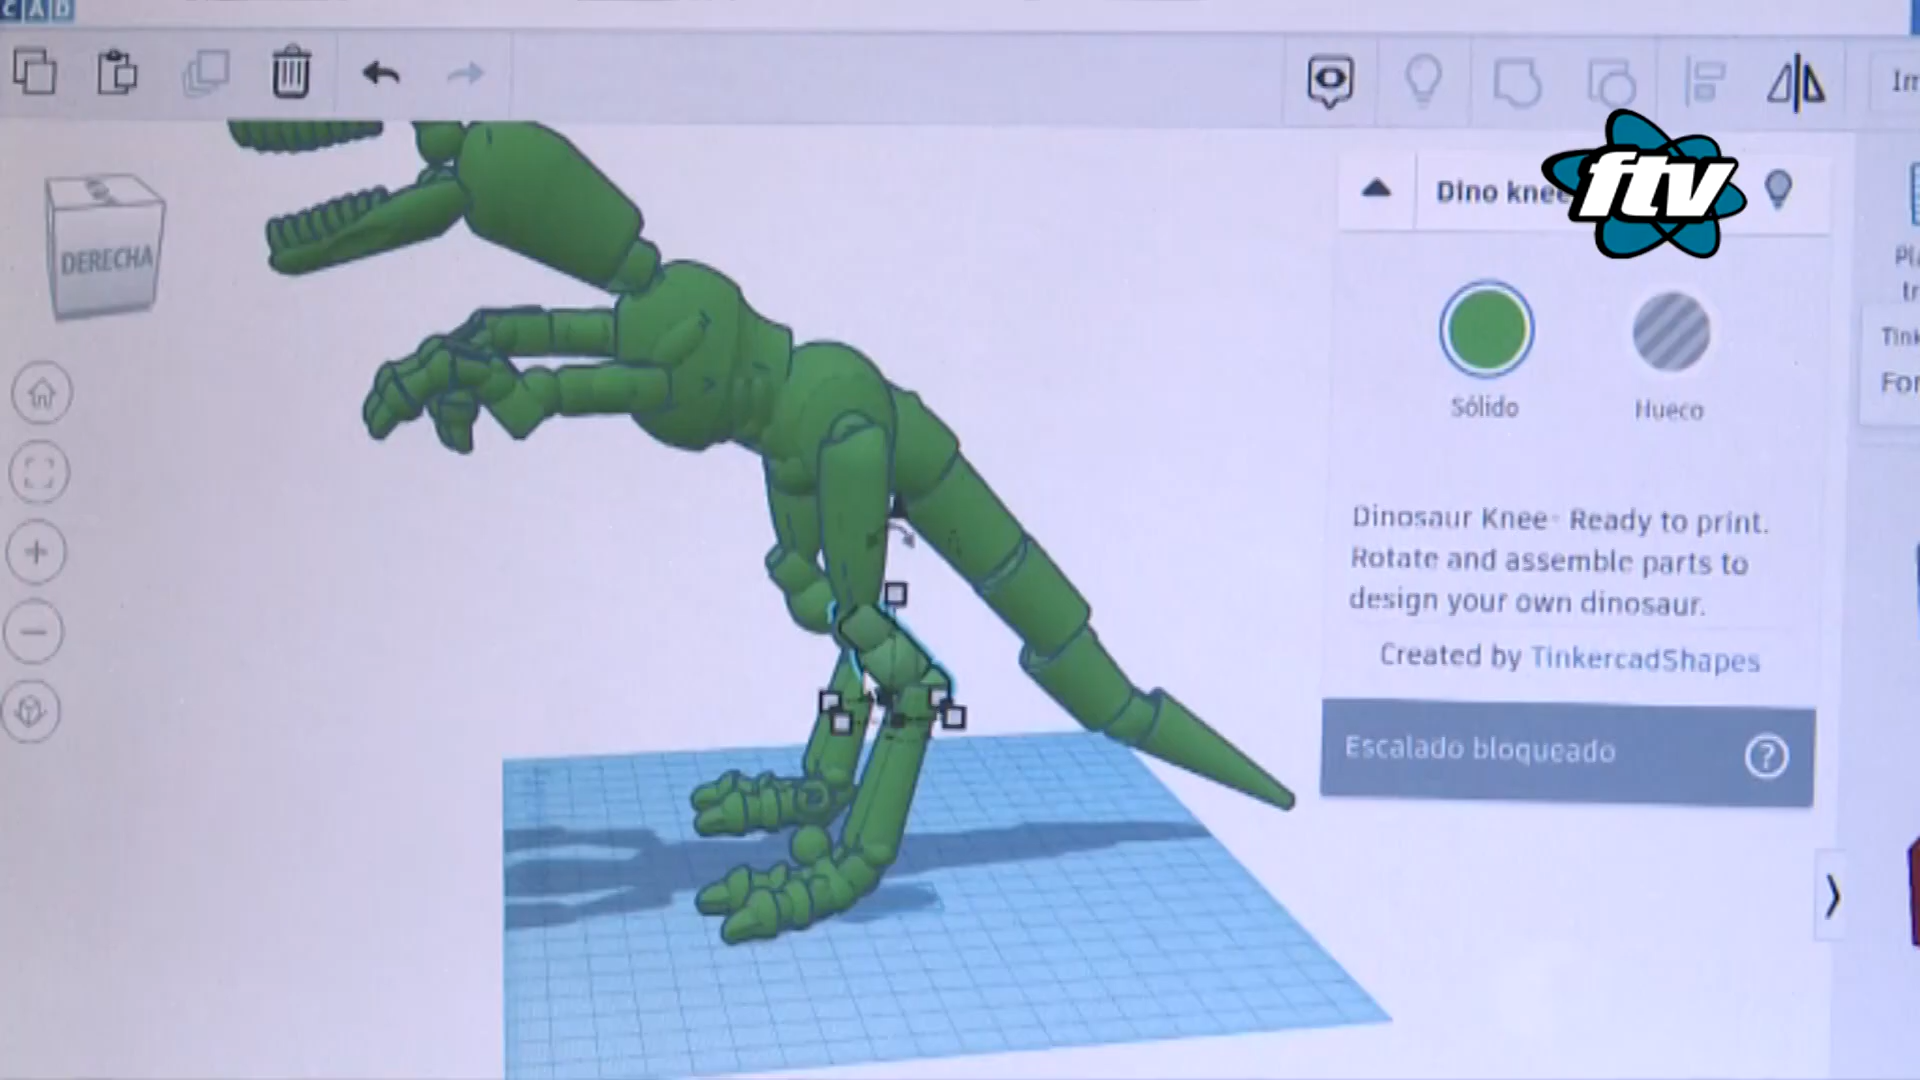 CAD
DERECHA
Dino knee
ftv
Sólido
Hueco
Dinosaur Knee- Ready to print.
Rotate and assemble parts to
design your own dinosaur.
Created by TinkercadShapes
Escalado bloqueado
?